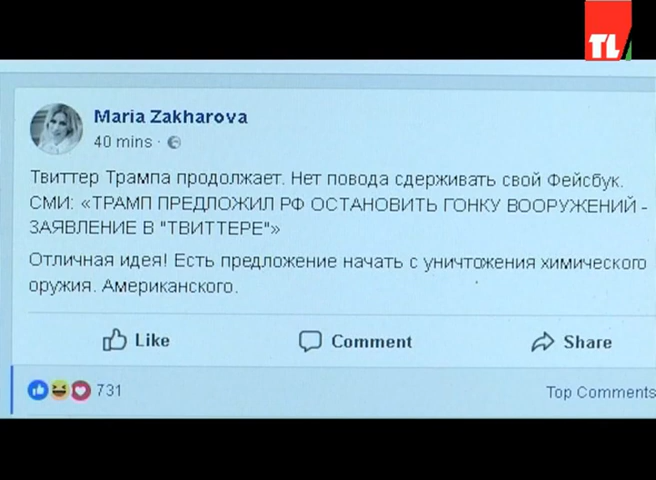 TL
Maria Zakharova
40 mins ·
Твиттер Трампа продолжает. Нет повода сдерживать свой Фейсбук.
СМИ: «ТРАМП ПРЕДЛОЖИЛ РФ ОСТАНОВИТЬ ГОНКУ ВООРУЖЕНИЙ -
ЗАЯВЛЕНИЕ В "ТВИТТЕРЕ"»
Отличная идея! Есть предложение начать с уничтожения химического
оружия. Американского.
Like Comment Share
731 Top Comments